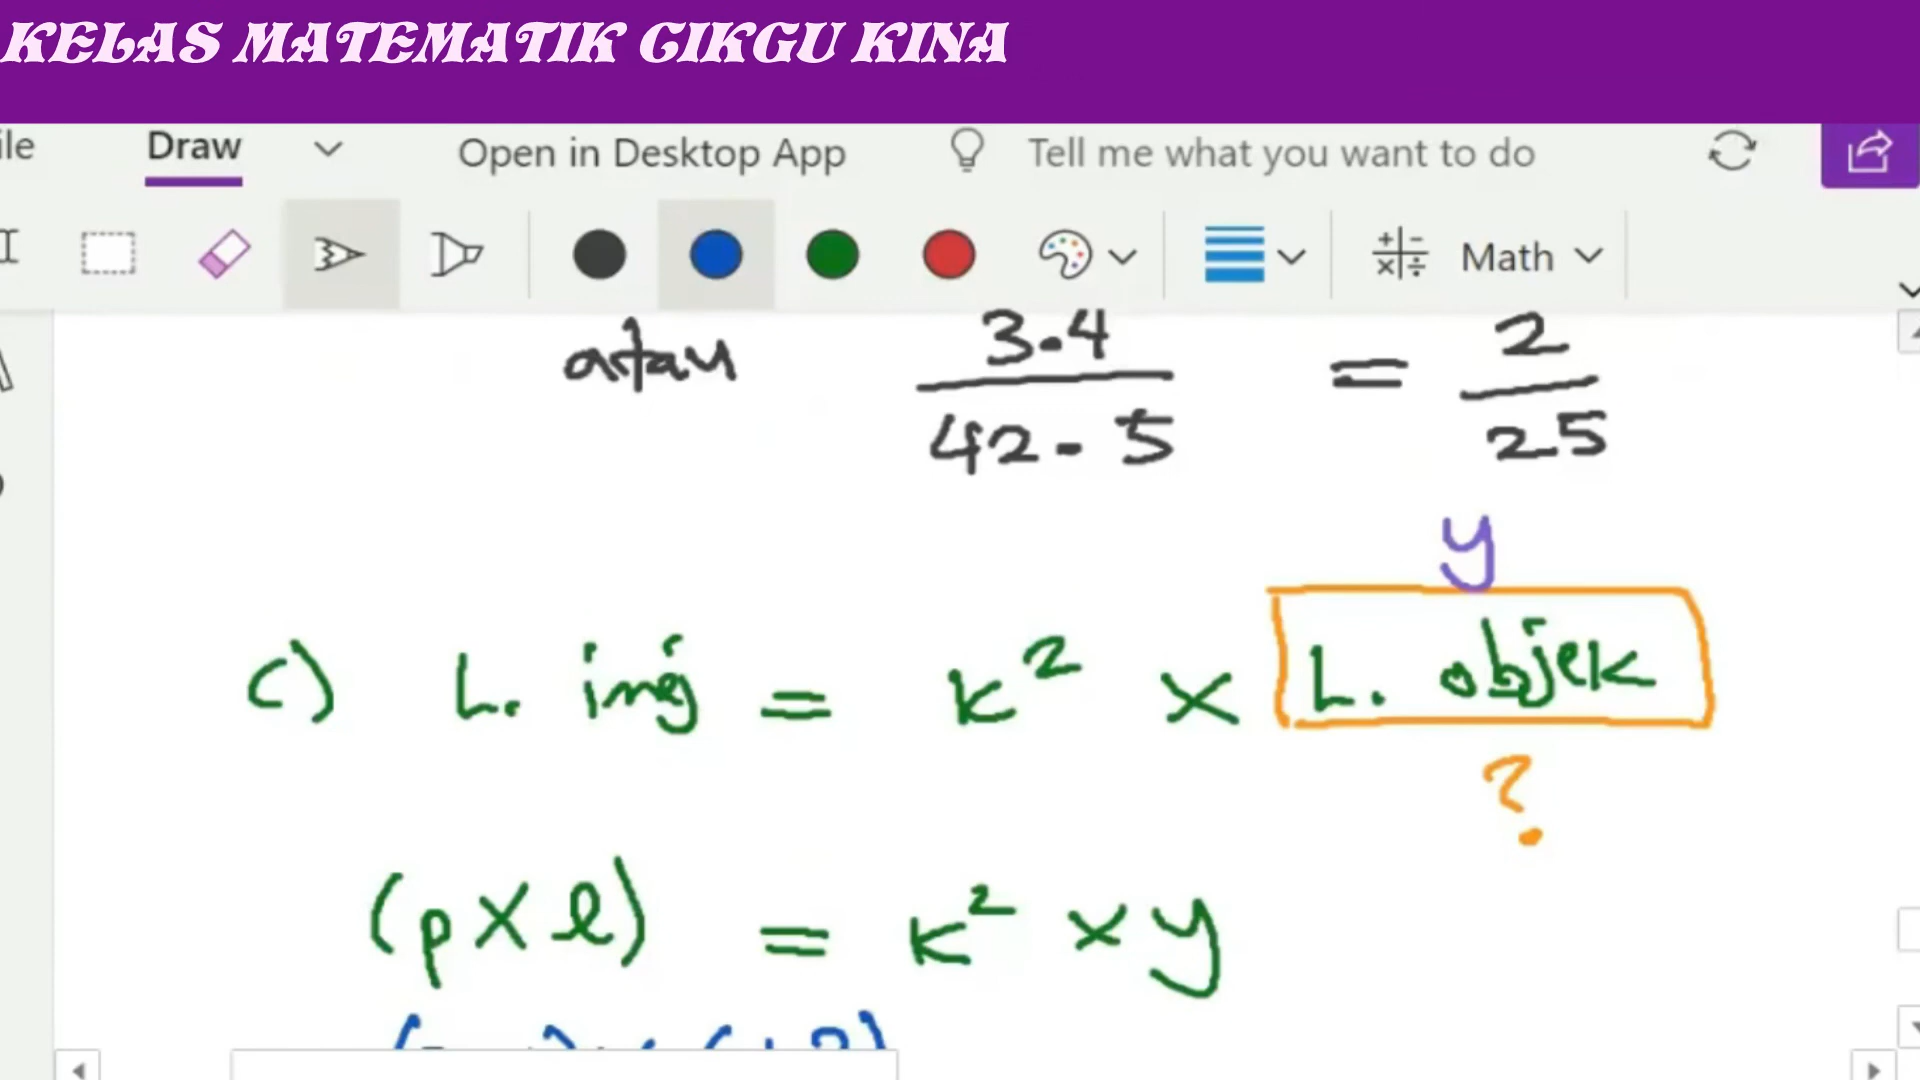 KELAS MATEMATIK CIKGU KINA
ile Draw Open in Desktop App Tell me what you want to do
Math
atau 3.4 / 42.5 = 2 / 25
y
c) L. imej = k² × L. objek
?
(p × l) = k² × y